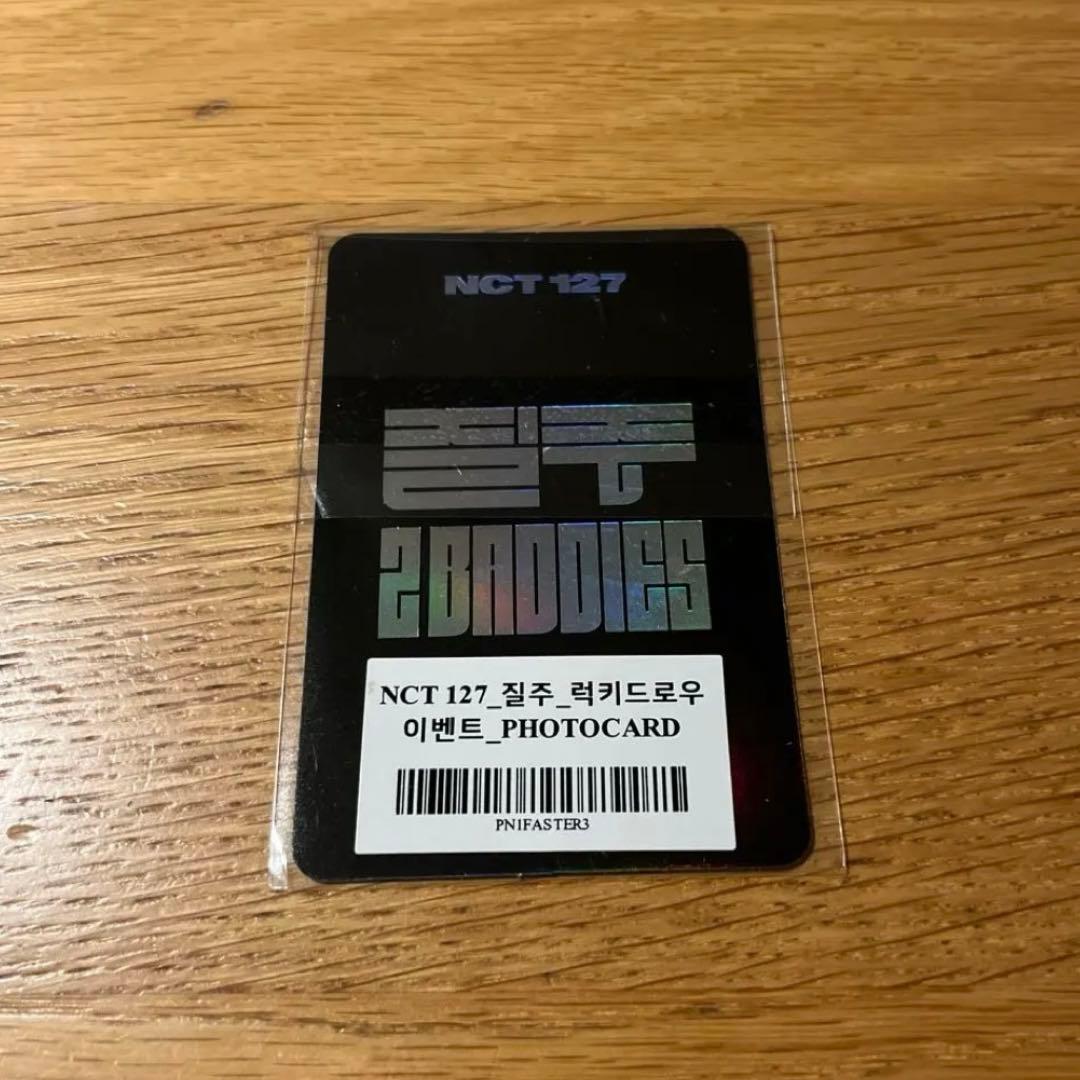 NCT 127
질주
2 BADDIES
NCT 127_질주_럭키드로우
이벤트_PHOTOCARD
PN1FASTER3